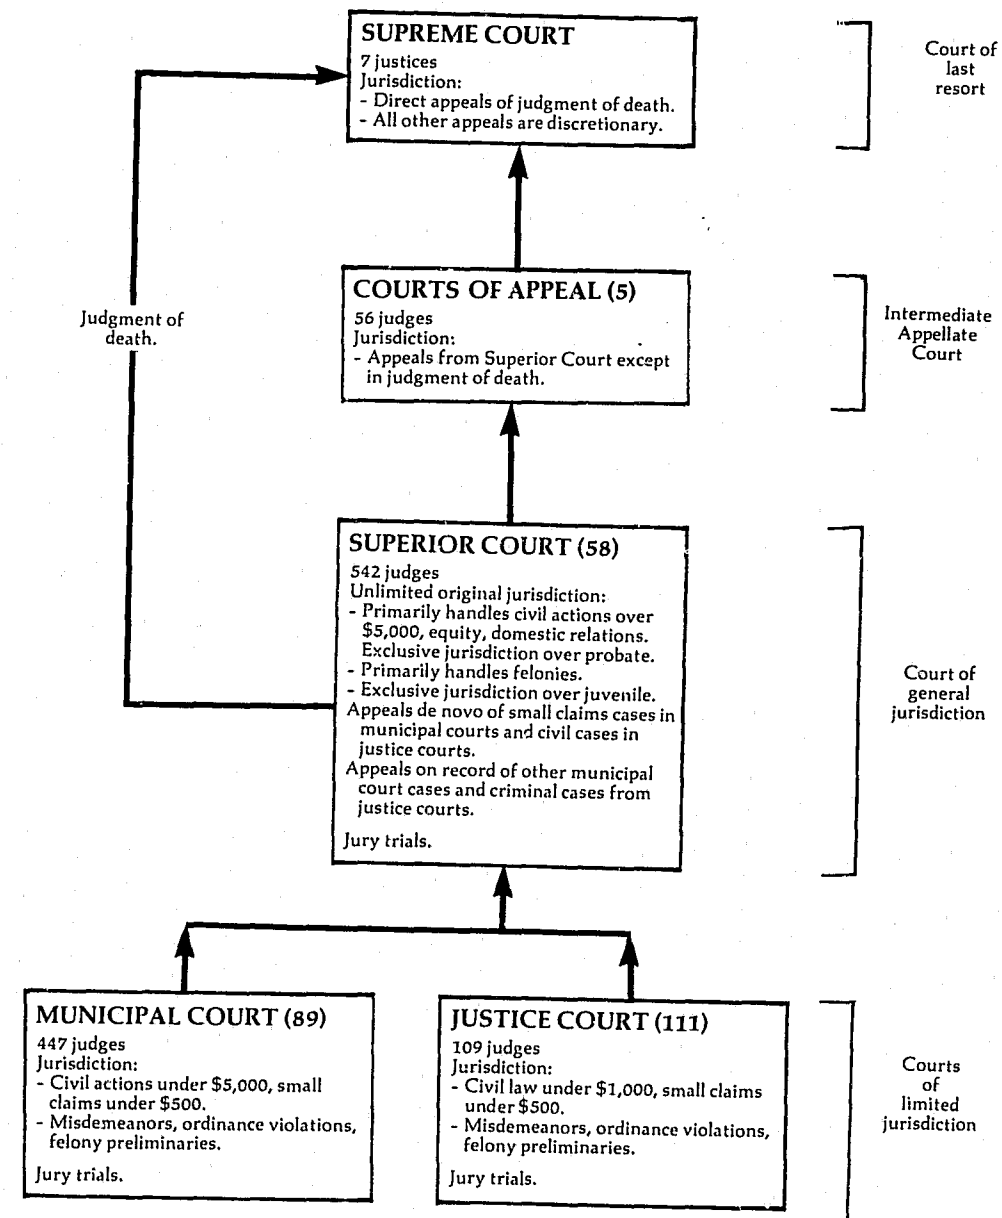 SUPREME COURT
7 justices
Jurisdiction:
- Direct appeals of judgment of death.
- All other appeals are discretionary.
Court of
last
resort
COURTS OF APPEAL (5)
56 judges
Jurisdiction:
- Appeals from Superior Court except
in judgment of death.
Intermediate
Appellate
Court
Judgment of
death.
SUPERIOR COURT (58)
542 judges
Unlimited original jurisdiction:
- Primarily handles civil actions over
$5,000, equity, domestic relations.
Exclusive jurisdiction over probate.
- Primarily handles felonies.
- Exclusive jurisdiction over juvenile.
Appeals de novo of small claims cases in
municipal courts and civil cases in
justice courts.
Appeals on record of other municipal
court cases and criminal cases from
justice courts.
Jury trials.
Court of
general
jurisdiction
MUNICIPAL COURT (89)
447 judges
Jurisdiction:
- Civil actions under $5,000, small
claims under $500.
- Misdemeanors, ordinance violations,
felony preliminaries.
Jury trials.
JUSTICE COURT (111)
109 judges
Jurisdiction:
- Civil law under $1,000, small claims
under $500.
- Misdemeanors, ordinance violations,
felony preliminaries.
Jury trials.
Courts
of
limited
jurisdiction